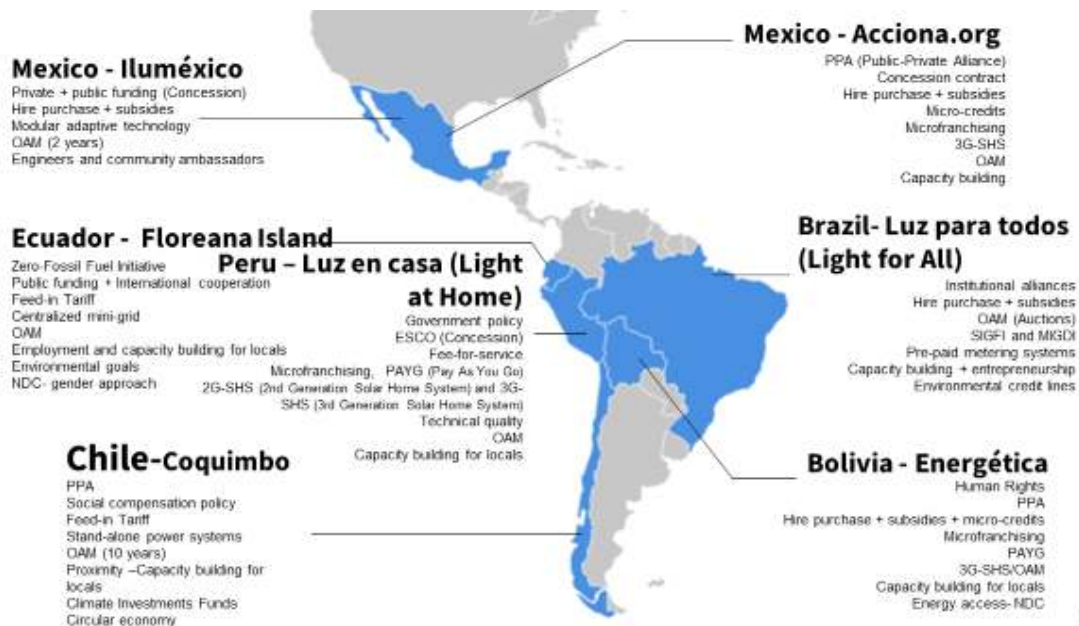 Mexico - Iluméxico
Private + public funding (Concession)
Hire purchase + subsidies
Modular adaptive technology
OAM (2 years)
Engineers and community ambassadors
Mexico - Acciona.org
PPA (Public-Private Alliance)
Concession contract
Hire purchase + subsidies
Micro-credits
Microfranchising
3G-SHS
OAM
Capacity building
Ecuador - Floreana Island
Zero-Fossil Fuel Initiative
Public funding + International cooperation
Feed-in Tariff
Centralized mini-grid
OAM
Employment and capacity building for locals
Environmental goals
NDC- gender approach
Peru – Luz en casa (Light
at Home)
Government policy
ESCO (Concession)
Fee-for-service
Microfranchising, PAYG (Pay As You Go)
2G-SHS (2nd Generation Solar Home System) and 3G-
SHS (3rd Generation Solar Home System)
Technical quality
OAM
Capacity building for locals
Brazil- Luz para todos
(Light for All)
Institutional alliances
Hire purchase + subsidies
OAM (Auctions)
SIGFI and MIGDI
Pre-paid metering systems
Capacity building + entrepreneurship
Environmental credit lines
Chile-Coquimbo
PPA
Social compensation policy
Feed-in Tariff
Stand-alone power systems
OAM (10 years)
Proximity –Capacity building for
locals
Climate Investments Funds
Circular economy
Bolivia - Energética
Human Rights
PPA
Hire purchase + subsidies + micro-credits
Microfranchising
PAYG
3G-SHS/OAM
Capacity building for locals
Energy access- NDC